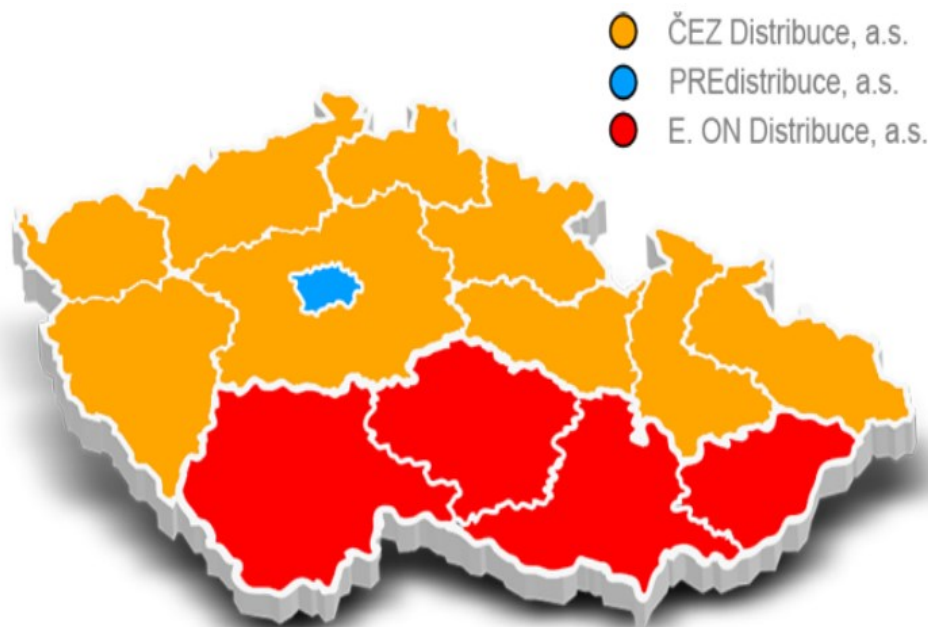 ČEZ Distribuce, a.s.
PREdistribuce, a.s.
E. ON Distribuce, a.s.